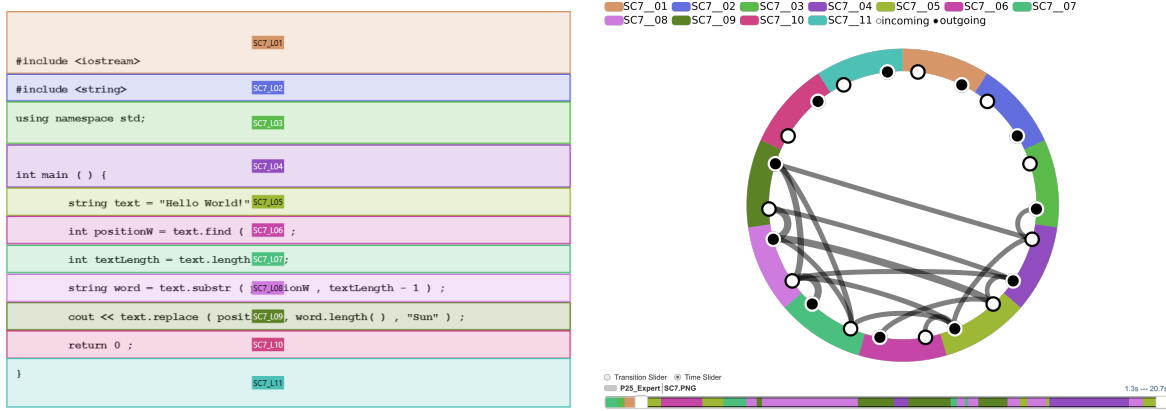 SC7_L01
#include <iostream>
#include <string> SC7_L02
using namespace std; SC7_L03
SC7_L04
int main ( ) {
string text = "Hello World!" SC7_L05
int positionW = text.find ( SC7_L06 ;
int textLength = text.length SC7_L07 ;
string word = text.substr ( SC7_L08 ionW , textLength - 1 ) ;
cout << text.replace ( posit SC7_L09 , word.length( ) , "Sun" ) ;
return 0 ; SC7_L10
}
SC7_L11
SC7__01 SC7__02 SC7__03 SC7__04 SC7__05 SC7__06 SC7__07
SC7__08 SC7__09 SC7__10 SC7__11 incoming outgoing
Transition Slider Time Slider
P25_Expert SC7.PNG 1.3s --- 20.7s